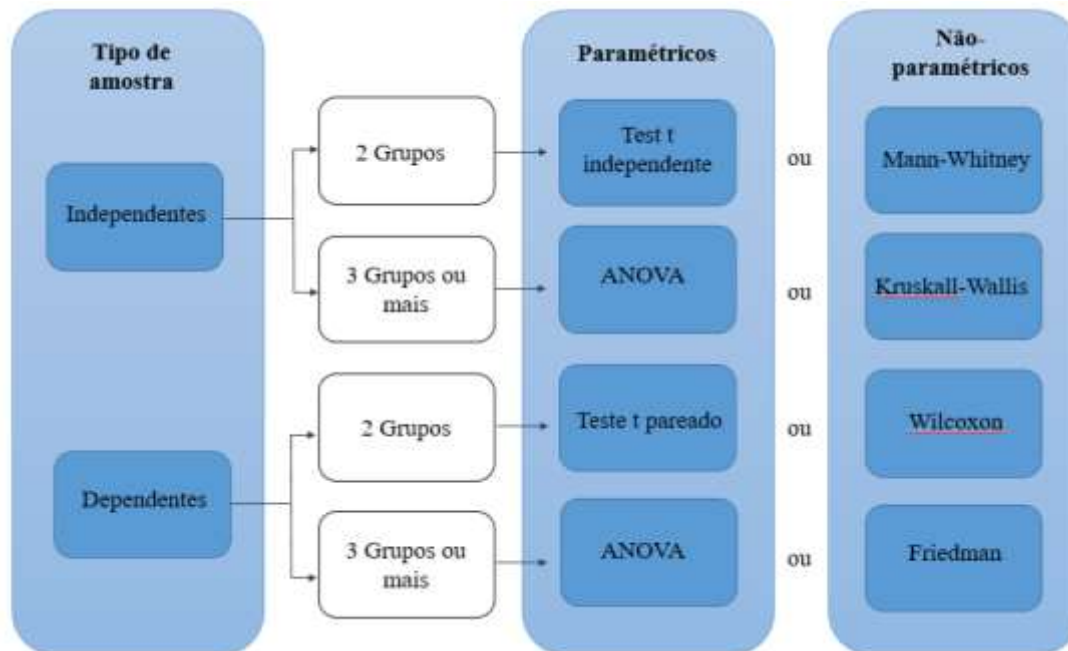 Tipo de
amostra
Paramétricos
Não-
paramétricos
Independentes
2 Grupos
Test t
independente
ou
Mann-Whitney
3 Grupos ou
mais
ANOVA
ou
Kruskall-Wallis
Dependentes
2 Grupos
Teste t pareado
ou
Wilcoxon
3 Grupos ou
mais
ANOVA
ou
Friedman